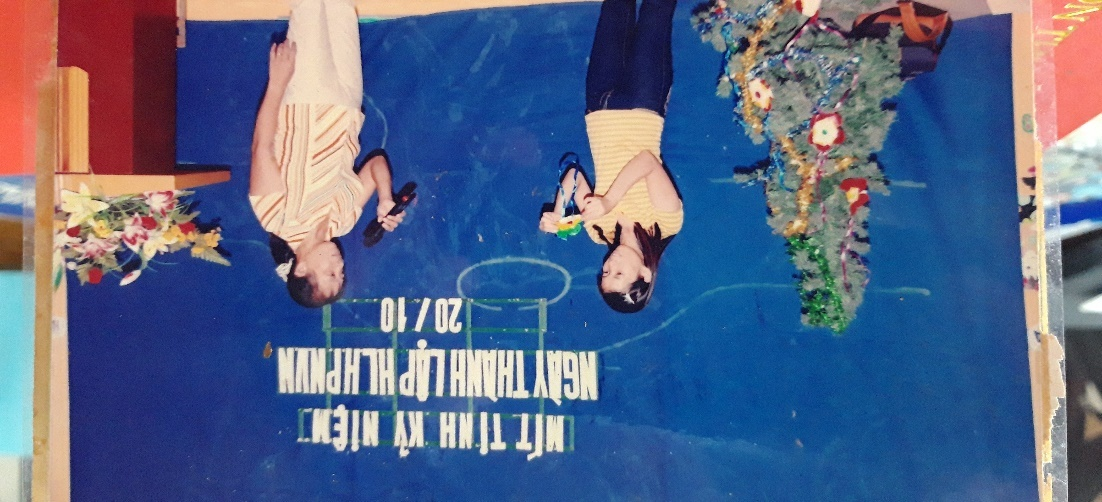 MÍT TINH KỶ NIỆM
NGÀY THÀNH LẬP HLHPNVN
20/10